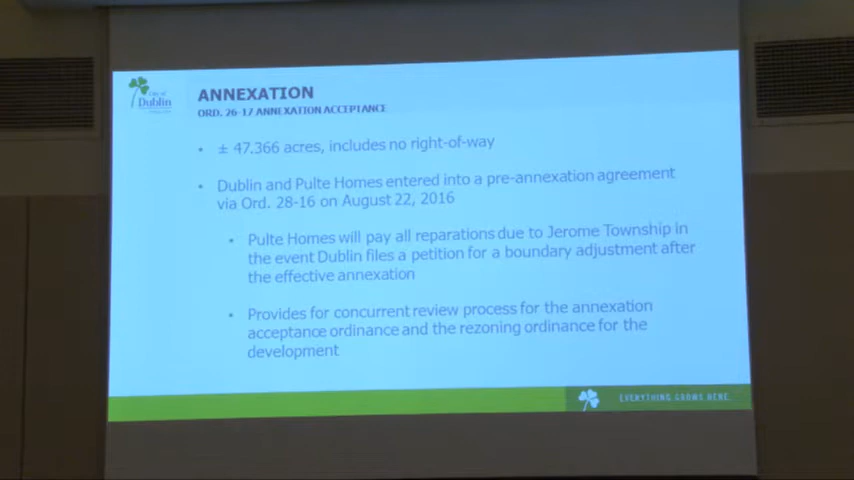 City of
Dublin
ANNEXATION
ORD. 26-17 ANNEXATION ACCEPTANCE
• ± 47.366 acres, includes no right-of-way
• Dublin and Pulte Homes entered into a pre-annexation agreement
via Ord. 28-16 on August 22, 2016
• Pulte Homes will pay all reparations due to Jerome Township in
the event Dublin files a petition for a boundary adjustment after
the effective annexation
• Provides for concurrent review process for the annexation
acceptance ordinance and the rezoning ordinance for the
development
EVERYTHING GROWS HERE.